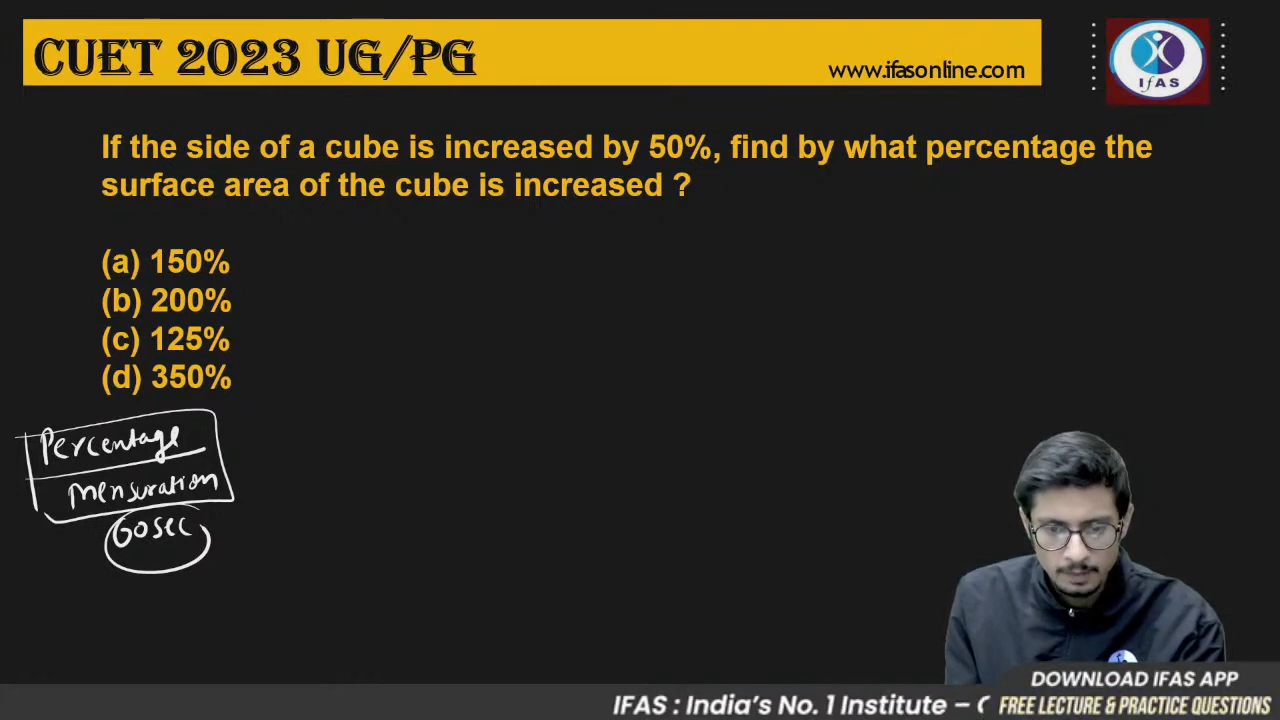 CUET 2023 UG/PG
www.ifasonline.com
IfAS
If the side of a cube is increased by 50%, find by what percentage the
surface area of the cube is increased ?
(a) 150%
(b) 200%
(c) 125%
(d) 350%
Percentage
mensuration
60sec
DOWNLOAD IFAS APP
IFAS : India's No. 1 Institute – (
FREE LECTURE & PRACTICE QUESTIONS